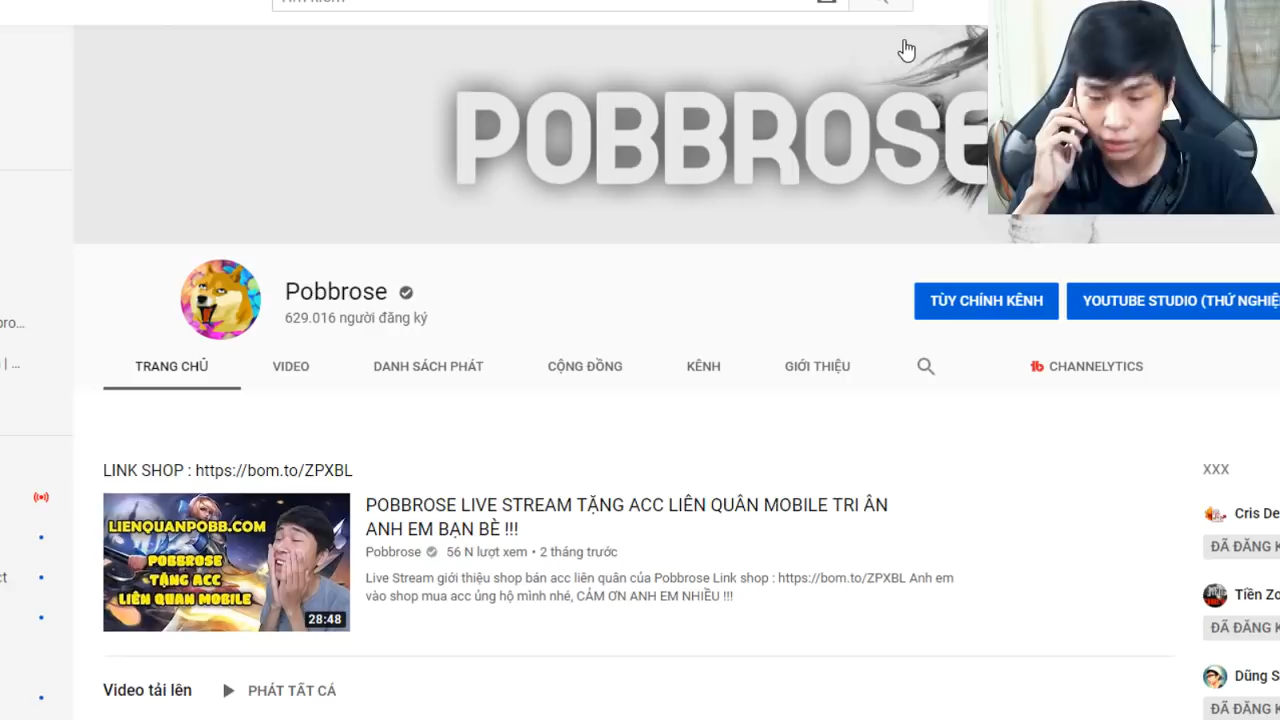 POBBROSE
Pobbrose
629.016 người đăng ký
TÙY CHỈNH KÊNH
YOUTUBE STUDIO (THỬ NGHIỆ
TRANG CHỦ
VIDEO
DANH SÁCH PHÁT
CỘNG ĐỒNG
KÊNH
GIỚI THIỆU
CHANNELYTICS
LINK SHOP : https://bom.to/ZPXBL
LIENQUANPOBB.COM
POBBROSE
TẶNG ACC
LIÊN QUÂN MOBILE
28:48
POBBROSE LIVE STREAM TẶNG ACC LIÊN QUÂN MOBILE TRI ÂN
ANH EM BẠN BÈ !!!
Pobbrose 56 N lượt xem • 2 tháng trước
Live Stream giới thiệu shop bán acc liên quân của Pobbrose Link shop : https://bom.to/ZPXBL Anh em
vào shop mua acc ủng hộ mình nhé, CẢM ƠN ANH EM NHIỀU !!!
XXX
Cris De
ĐÃ ĐĂNG K
Tiền Zo
ĐÃ ĐĂNG K
Dũng S
ĐÃ ĐĂNG K
Video tải lên
PHÁT TẤT CẢ